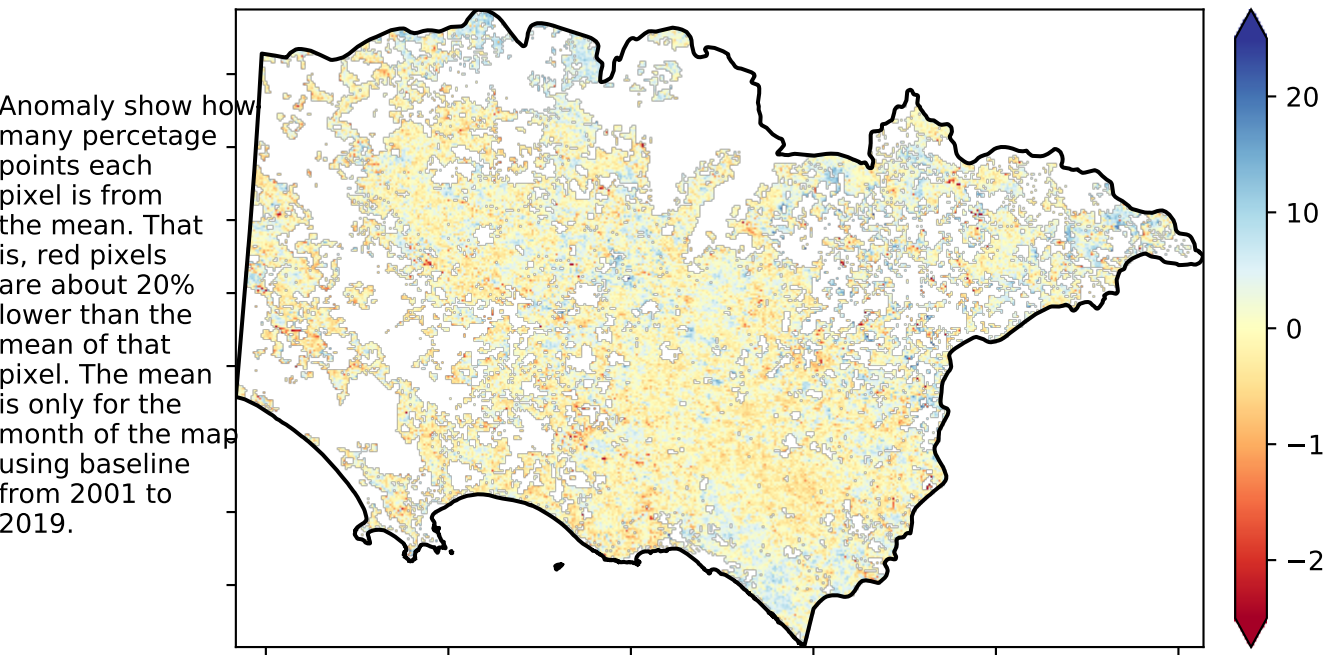 Anomaly show how
many percetage
points each
pixel is from
the mean. That
is, red pixels
are about 20%
lower than the
mean of that
pixel. The mean
is only for the
month of the map
using baseline
from 2001 to
2019.
20
10
0
−1
−2